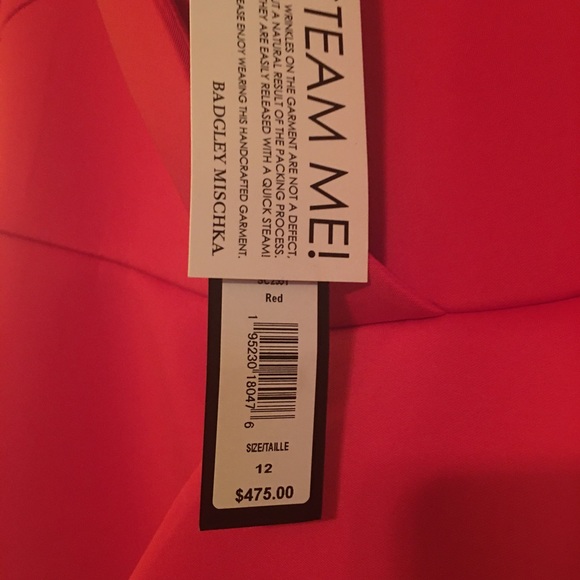 STEAM ME!
WRINKLES ON THE GARMENT ARE NOT A DEFECT,
A NATURAL RESULT OF THE PACKING PROCESS.
THEY ARE EASILY RELEASED WITH A QUICK STEAM!
PLEASE ENJOY WEARING THIS HANDCRAFTED GARMENT.
BADGLEY MISCHKA
Red
1 95230 18047 6
SIZE/TAILLE
12
$475.00